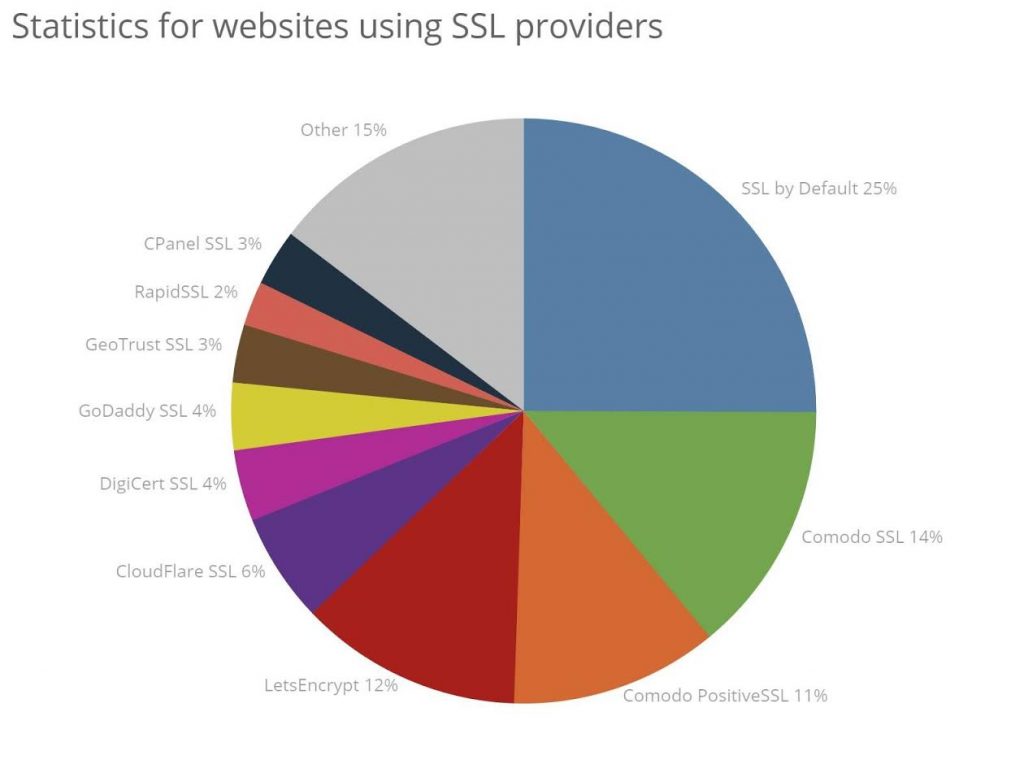 Statistics for websites using SSL providers
Other 15%
SSL by Default 25%
CPanel SSL 3%
RapidSSL 2%
GeoTrust SSL 3%
GoDaddy SSL 4%
DigiCert SSL 4%
Comodo SSL 14%
CloudFlare SSL 6%
LetsEncrypt 12%
Comodo PositiveSSL 11%